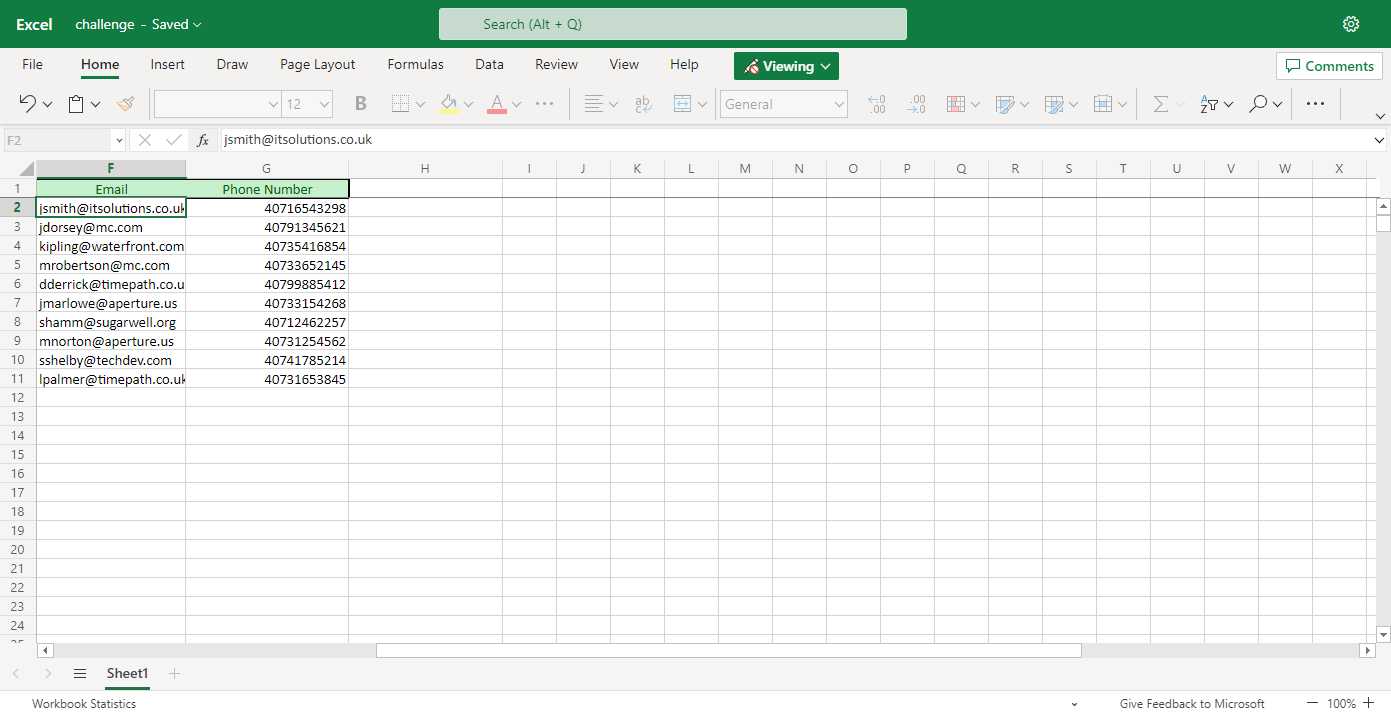 Excel challenge - Saved Search (Alt + Q)
File Home Insert Draw Page Layout Formulas Data Review View Help Viewing Comments
12 B A ab General .00 .00
F2 fx jsmith@itsolutions.co.uk
F G H I J K L M N O P Q R S T U V W X
1 Email Phone Number
2 jsmith@itsolutions.co.uk 40716543298
3 jdorsey@mc.com 40791345621
4 kipling@waterfront.com 40735416854
5 mrobertson@mc.com 40733652145
6 dderrick@timepath.co.u 40799885412
7 jmarlowe@aperture.us 40733154268
8 shamm@sugarwell.org 40712462257
9 mnorton@aperture.us 40731254562
10 sshelby@techdev.com 40741785214
11 lpalmer@timepath.co.uk 40731653845
12
13
14
15
16
17
18
19
20
21
22
23
24
25
Sheet1
Workbook Statistics Give Feedback to Microsoft 100%